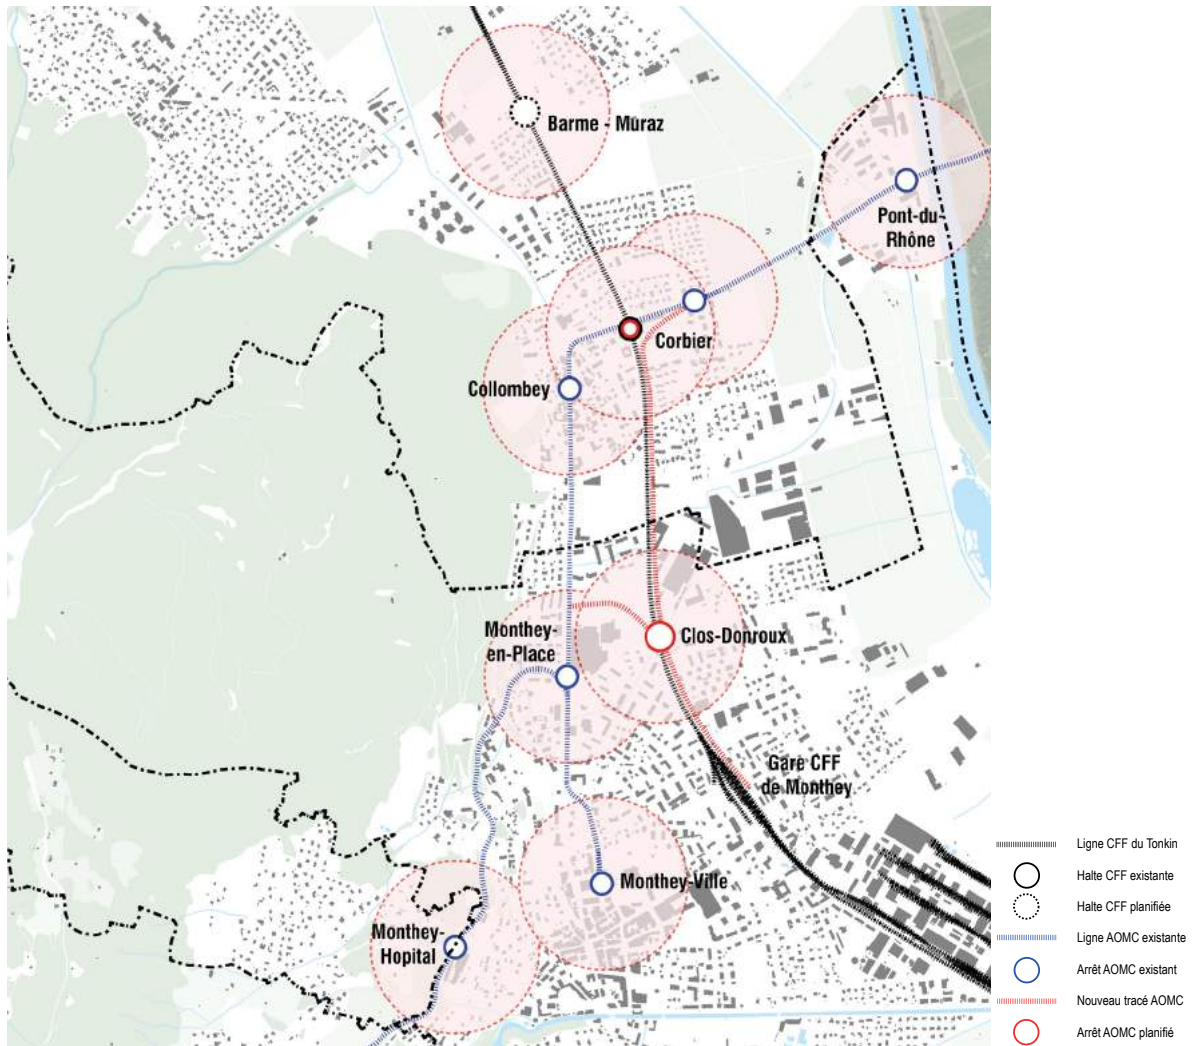 Barme - Muraz
Pont-du-
Rhône
Corbier
Collombey
Monthey-
en-Place
Clos-Donroux
Gare CFF
de Monthey
Monthey-Ville
Monthey-
Hopital
Ligne CFF du Tonkin
Halte CFF existante
Halte CFF planifiée
Ligne AOMC existante
Arrêt AOMC existant
Nouveau tracé AOMC
Arrêt AOMC planifié